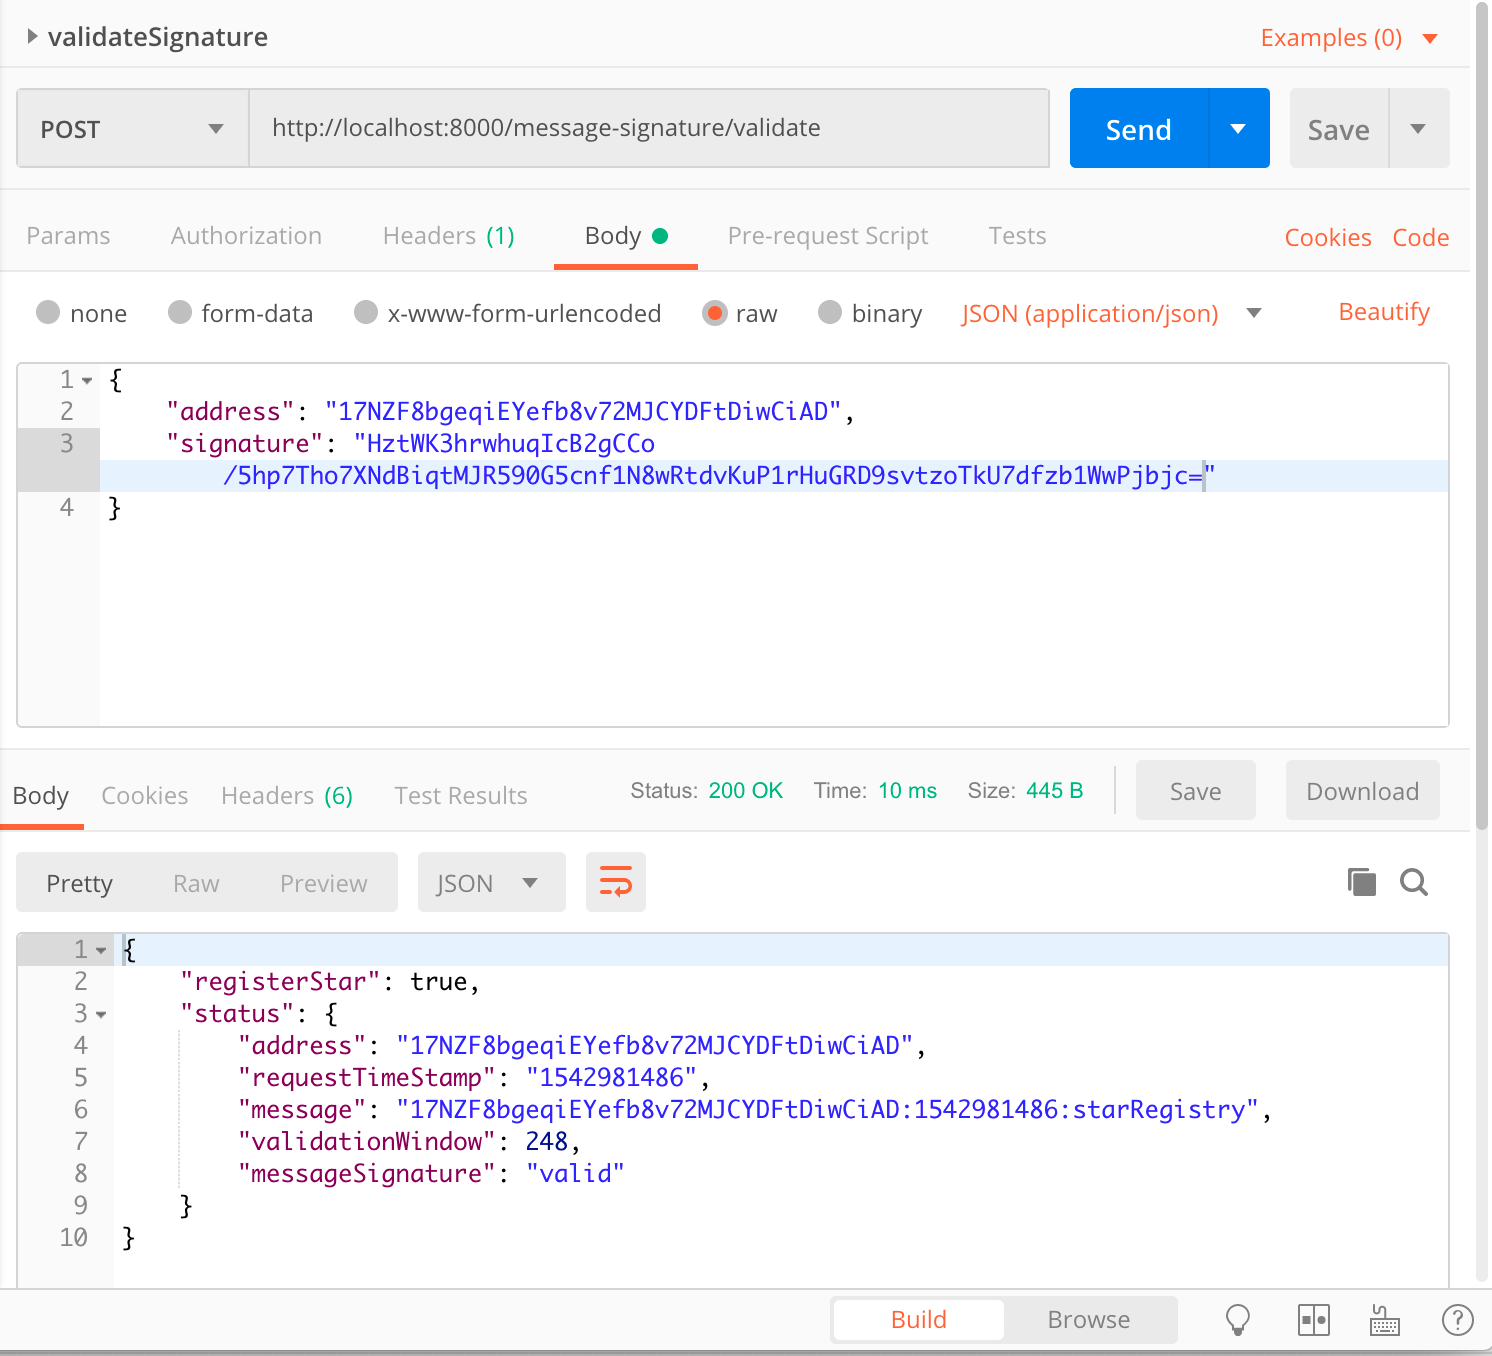 validateSignature
Examples (0)
POST
http://localhost:8000/message-signature/validate
Send
Save
Params
Authorization
Headers (1)
Body
Pre-request Script
Tests
Cookies
Code
none
form-data
x-www-form-urlencoded
raw
binary
JSON (application/json)
Beautify
1 {
2 "address": "17NZF8bgeqiEYefb8v72MJCYDFtDiwCiAD",
3 "signature": "HztWK3hrwhuqIcB2gCCo
/5hp7Tho7XNdBiqtMJR590G5cnf1N8wRtdvKuP1rHuGRD9svtzoTkU7dfzb1WwPjbjc="
4 }
Body
Cookies
Headers (6)
Test Results
Status: 200 OK
Time: 10 ms
Size: 445 B
Save
Download
Pretty
Raw
Preview
JSON
1 {
2 "registerStar": true,
3 "status": {
4 "address": "17NZF8bgeqiEYefb8v72MJCYDFtDiwCiAD",
5 "requestTimeStamp": "1542981486",
6 "message": "17NZF8bgeqiEYefb8v72MJCYDFtDiwCiAD:1542981486:starRegistry",
7 "validationWindow": 248,
8 "messageSignature": "valid"
9 }
10 }
Build
Browse
?